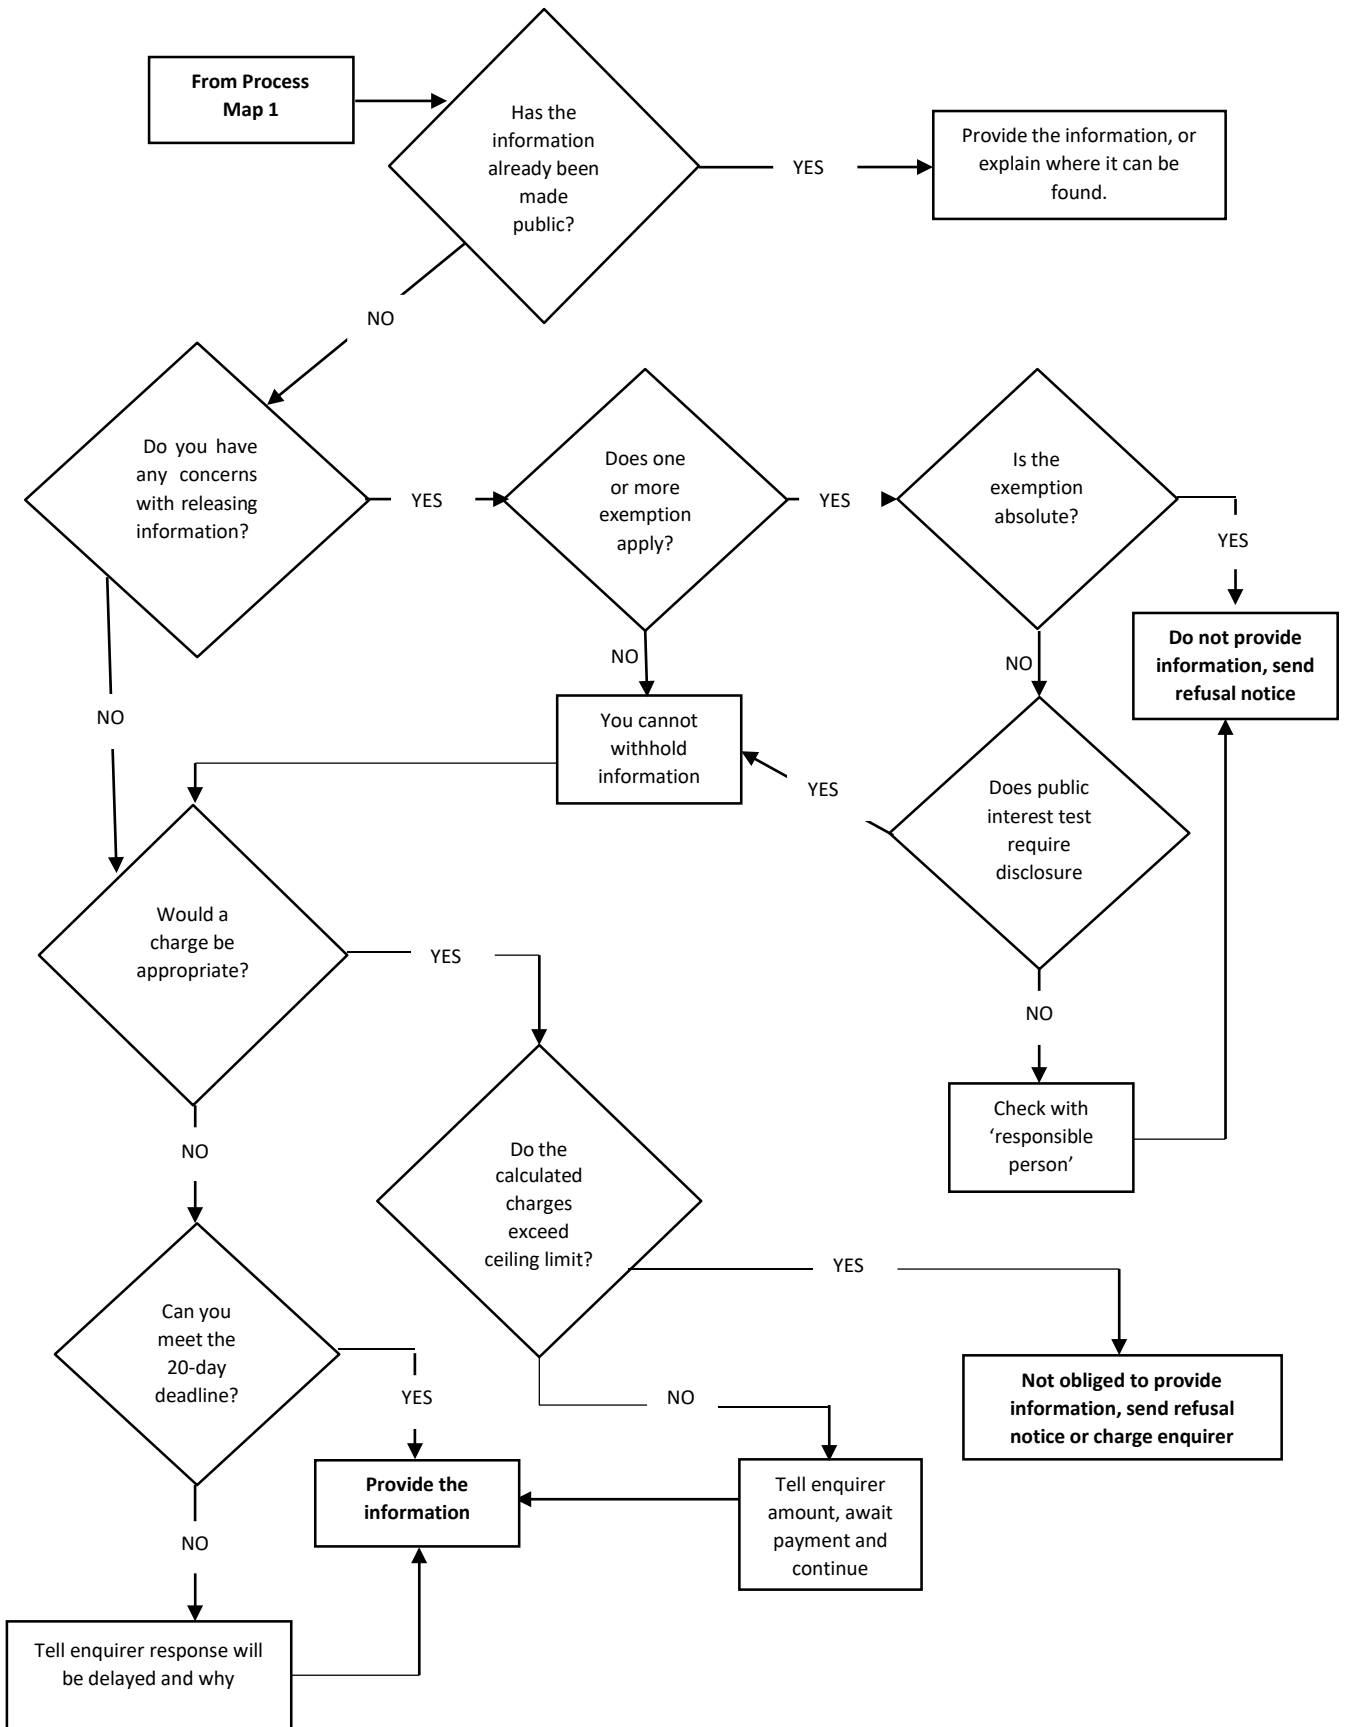 From Process
Map 1
Has the
information
already been
made
public?
YES
Provide the information, or
explain where it can be
found.
NO
Do you have
any concerns
with releasing
information?
YES
Does one
or more
exemption
apply?
YES
Is the
exemption
absolute?
YES
NO
NO
Do not provide
information, send
refusal notice
NO
You cannot
withhold
information
YES
Does public
interest test
require
disclosure
Would a
charge be
appropriate?
YES
NO
Check with
‘responsible
person’
NO
Do the
calculated
charges
exceed
ceiling limit?
YES
Can you
meet the
20-day
deadline?
YES
NO
Not obliged to provide
information, send refusal
notice or charge enquirer
Provide the
information
Tell enquirer
amount, await
payment and
continue
NO
Tell enquirer response will
be delayed and why